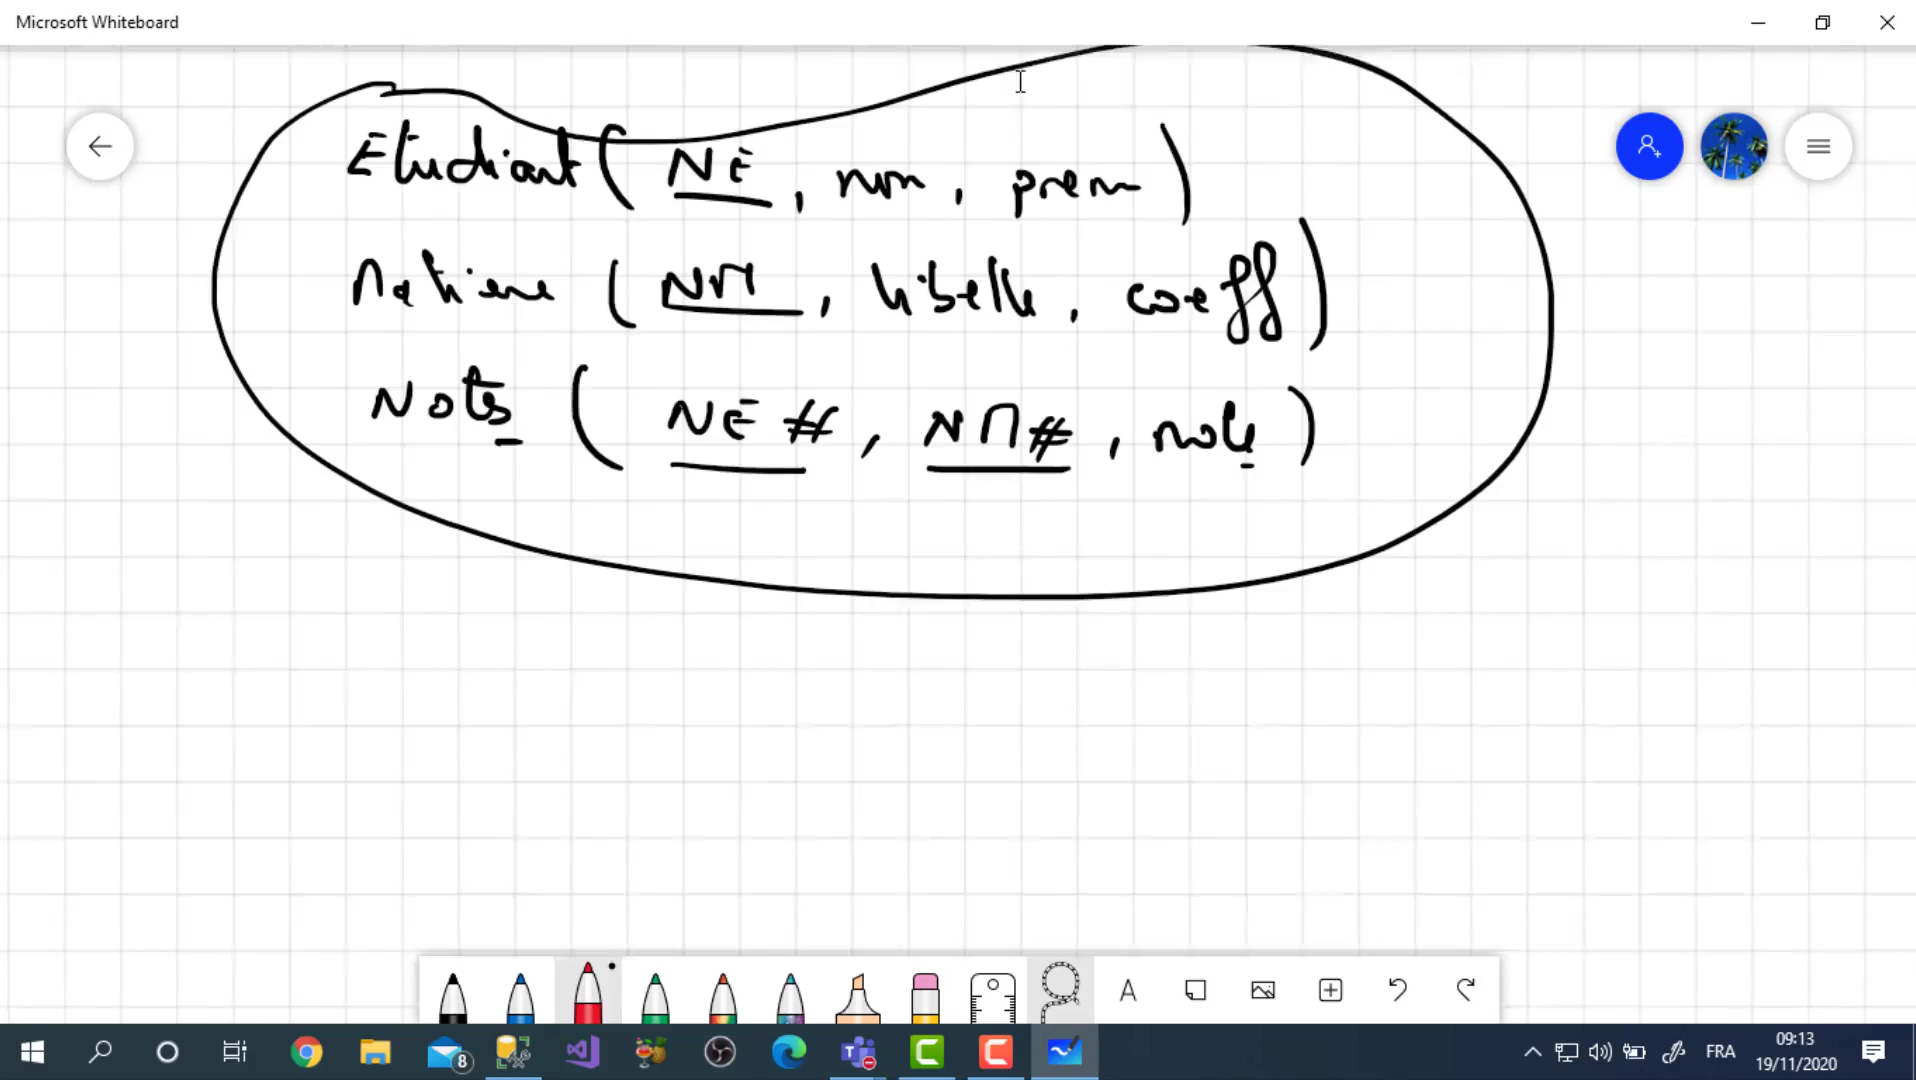 Microsoft Whiteboard
Etudiant ( NE , nom , prenom )
Matiere ( NM , libelle , coeff )
Notes ( NE # , NM # , note )
A
8
FRA
09:13
19/11/2020